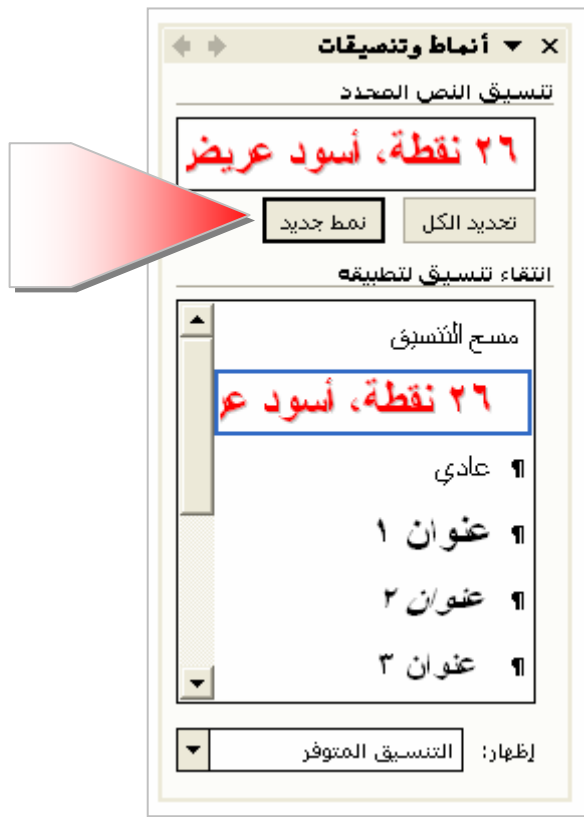 أنماط وتنسيقات
تنسيق النص المحدد
٢٦ نقطة، أسود عريض
تحديد الكل
نمط جديد
انتقاء تنسيق لتطبيقه
مسح التنسيق
٢٦ نقطة، أسود عر
¶ عادي
¶ عنوان ١
¶ عنوان ٢
¶ عنوان ٣
إظهار: التنسيق المتوفر